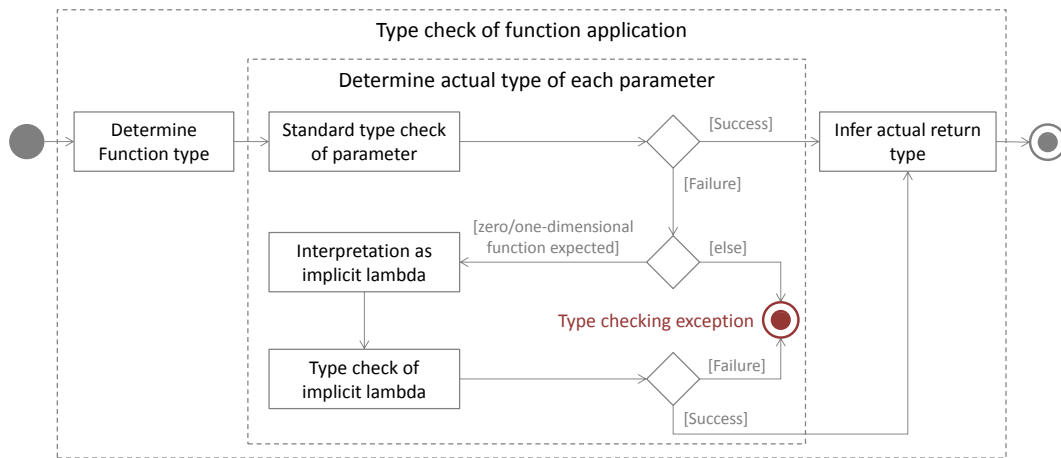 Type check of function application
Determine actual type of each parameter
Determine
Function type
Standard type check
of parameter
[Success]
Infer actual return
type
[Failure]
[zero/one-dimensional
function expected]
Interpretation as
implicit lambda
[else]
Type checking exception
Type check of
implicit lambda
[Failure]
[Success]